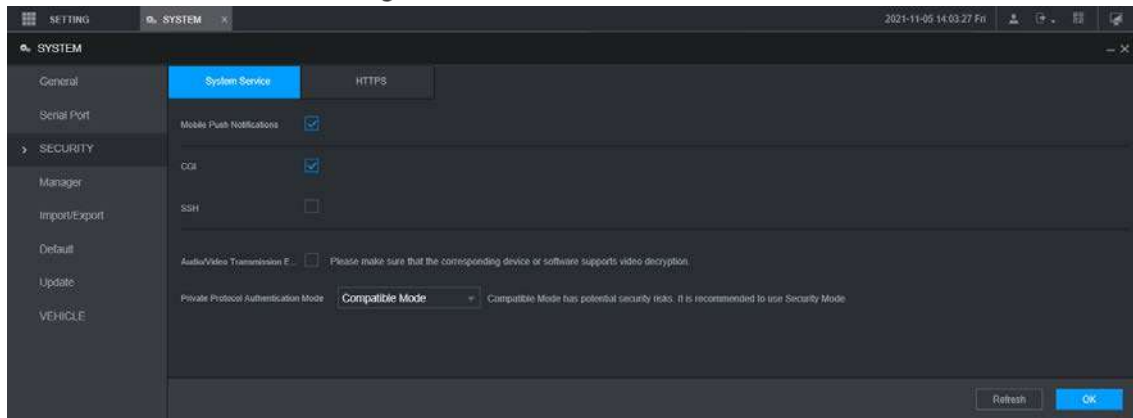 SETTING
SYSTEM ×
2021-11-05 14:03:27 Fri
SYSTEM
General
System Service
HTTPS
Serial Port
Mobile Push Notifications
SECURITY
CGI
Manager
SSH
Import/Export
Default
Audio/Video Transmission E... Please make sure that the corresponding device or software supports video decryption.
Update
Private Protocol Authentication Mode Compatible Mode Compatible Mode has potential security risks. It is recommended to use Security Mode
VEHICLE
Refresh
OK